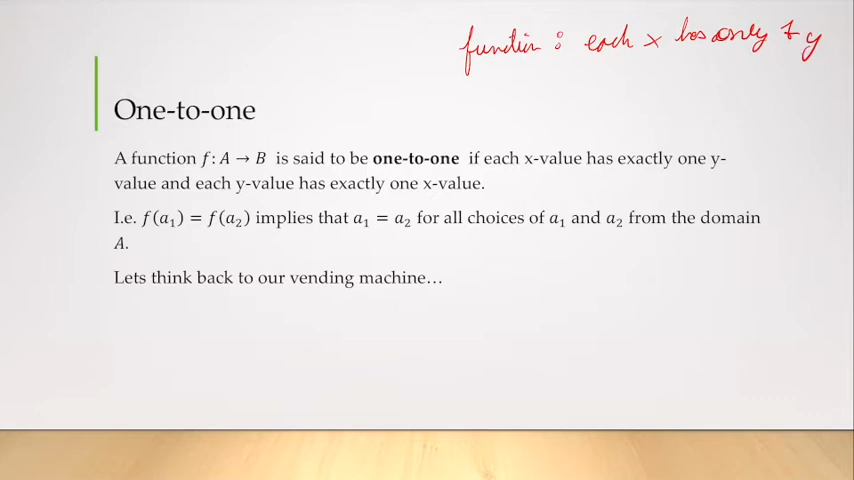 function : each x has only 1 y
One-to-one
A function f: A → B is said to be one-to-one if each x-value has exactly one y-
value and each y-value has exactly one x-value.
I.e. f(a₁) = f(a₂) implies that a₁ = a₂ for all choices of a₁ and a₂ from the domain
A.
Lets think back to our vending machine…